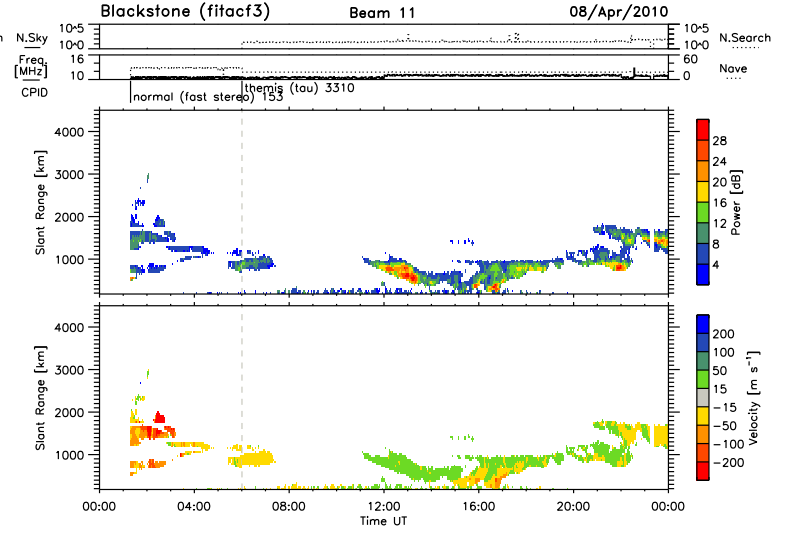 Blackstone (fitacf3) Beam 11 08/Apr/2010
n N.Sky 10^5 10^0 10^5 10^0 N.Search
Freq. [MHz] 16 10 60 0 Nave
CPID
themis (tau) 3310
normal (fast stereo) 153
Slant Range [km]
4000
3000
2000
1000
Power [dB]
28
24
20
16
12
8
4
Slant Range [km]
4000
3000
2000
1000
Velocity [m s⁻¹]
200
100
50
15
-15
-50
-100
-200
00:00 04:00 08:00 12:00 16:00 20:00 00:00
Time UT